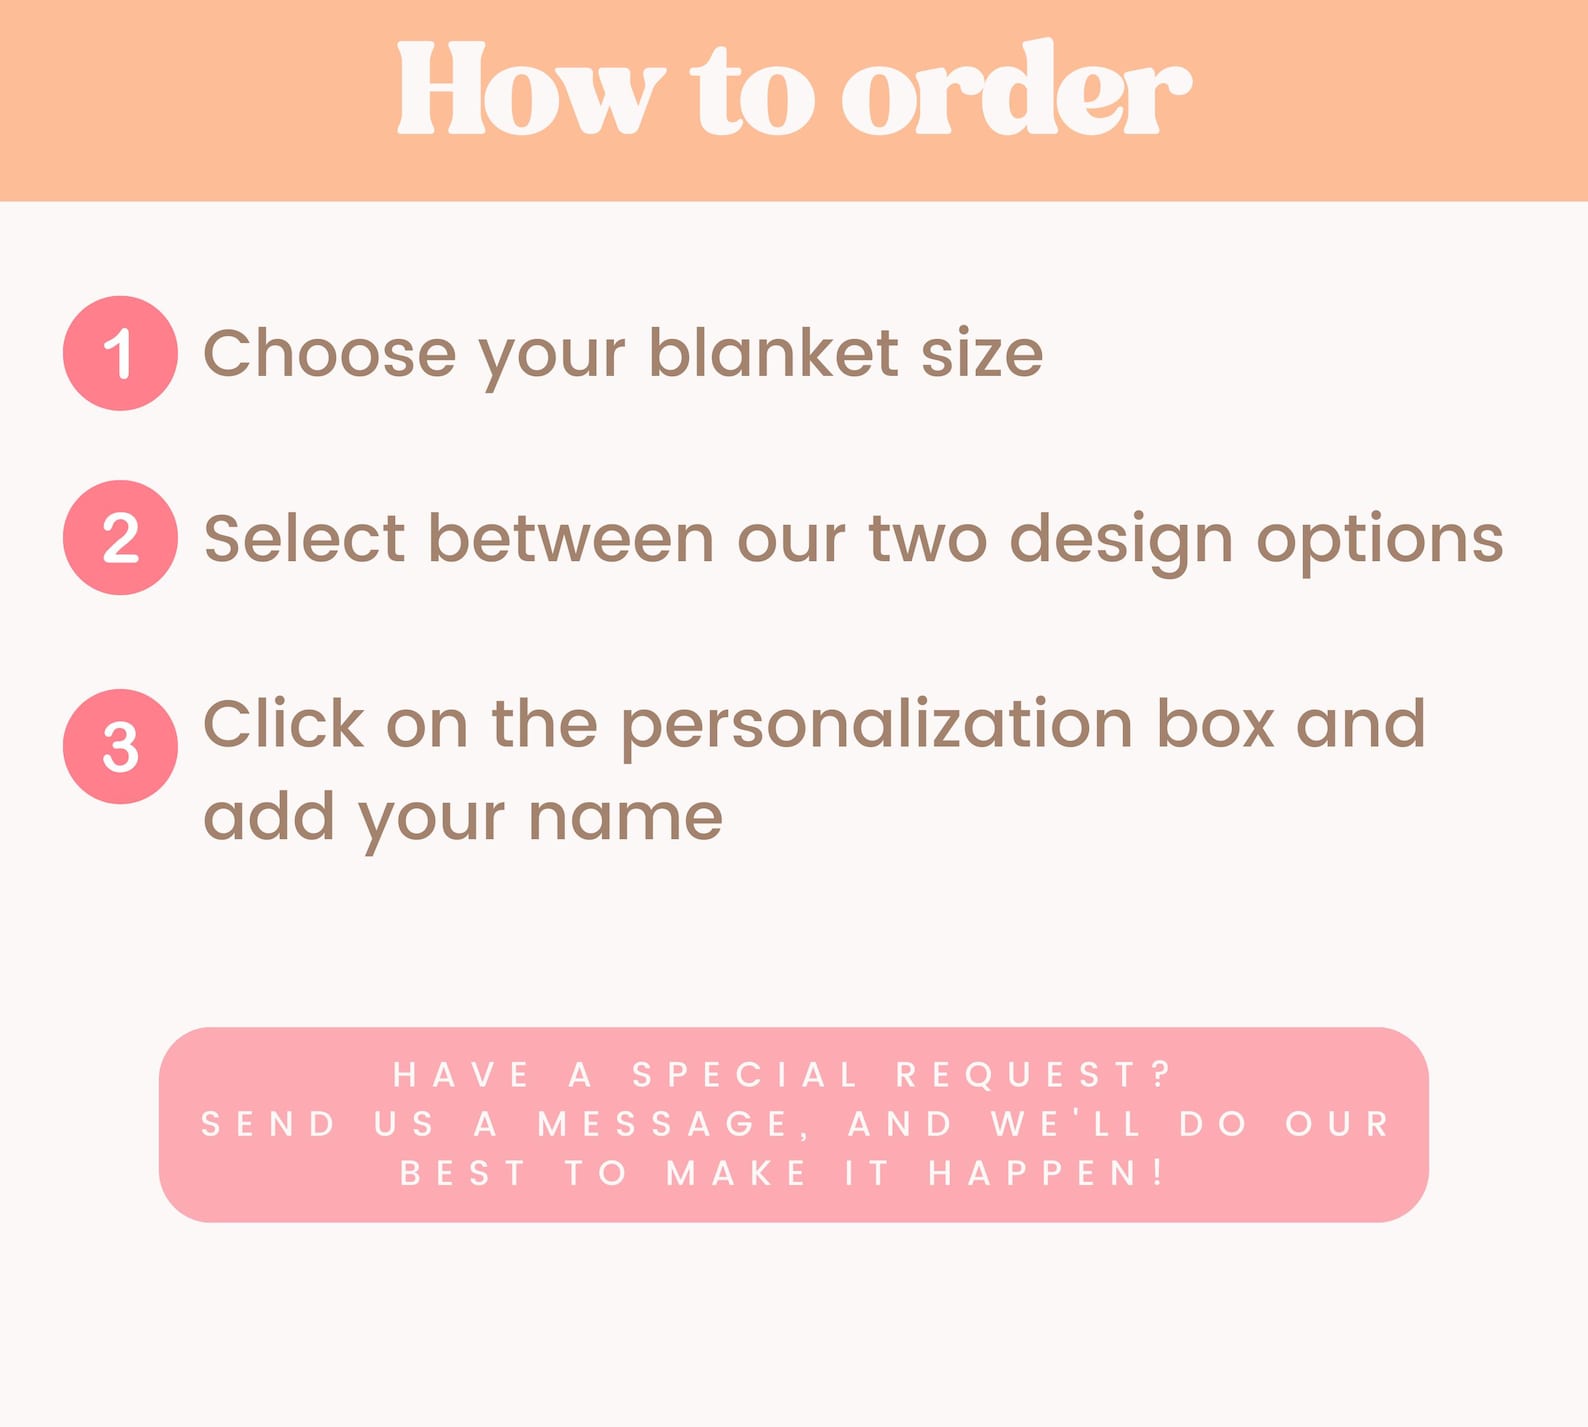 How to order
1 Choose your blanket size
2 Select between our two design options
3 Click on the personalization box and
add your name
HAVE A SPECIAL REQUEST?
SEND US A MESSAGE, AND WE'LL DO OUR
BEST TO MAKE IT HAPPEN!